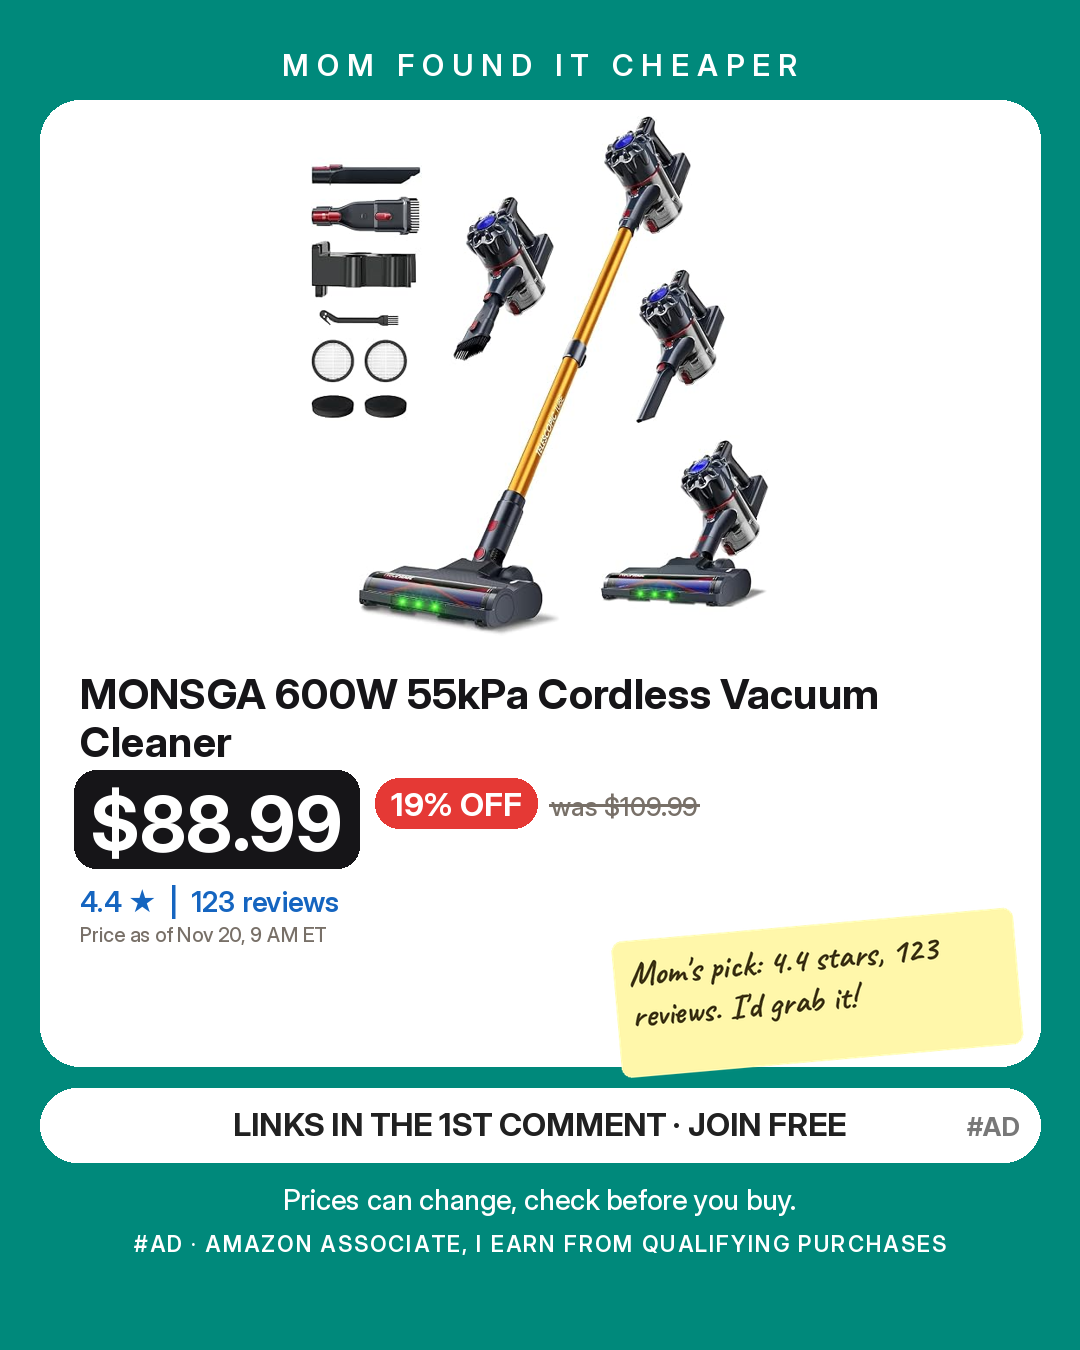 MOM FOUND IT CHEAPER
MONSGA 600W 55kPa Cordless Vacuum
Cleaner
$88.99
19% OFF
was $109.99
4.4 ★ | 123 reviews
Price as of Nov 20, 9 AM ET
Mom's pick: 4.4 stars, 123
reviews. I'd grab it!
LINKS IN THE 1ST COMMENT · JOIN FREE
#AD
Prices can change, check before you buy.
#AD · AMAZON ASSOCIATE, I EARN FROM QUALIFYING PURCHASES